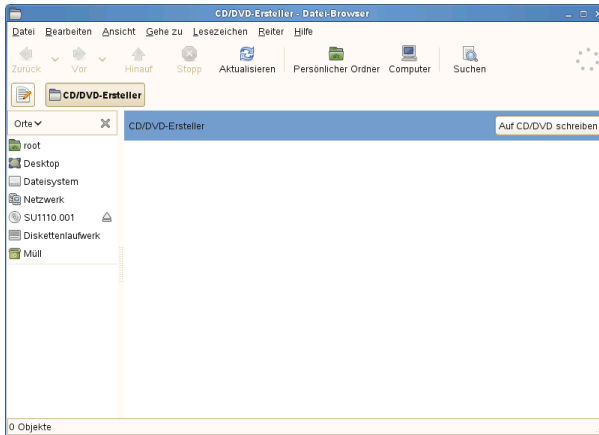 CD/DVD-Ersteller - Datei-Browser
Datei Bearbeiten Ansicht Gehe zu Lesezeichen Reiter Hilfe
Zurück Vor Hinauf Stopp Aktualisieren Persönlicher Ordner Computer Suchen
CD/DVD-Ersteller
Orte
CD/DVD-Ersteller Auf CD/DVD schreiben
root
Desktop
Dateisystem
Netzwerk
SU1110.001
Diskettenlaufwerk
Müll
0 Objekte